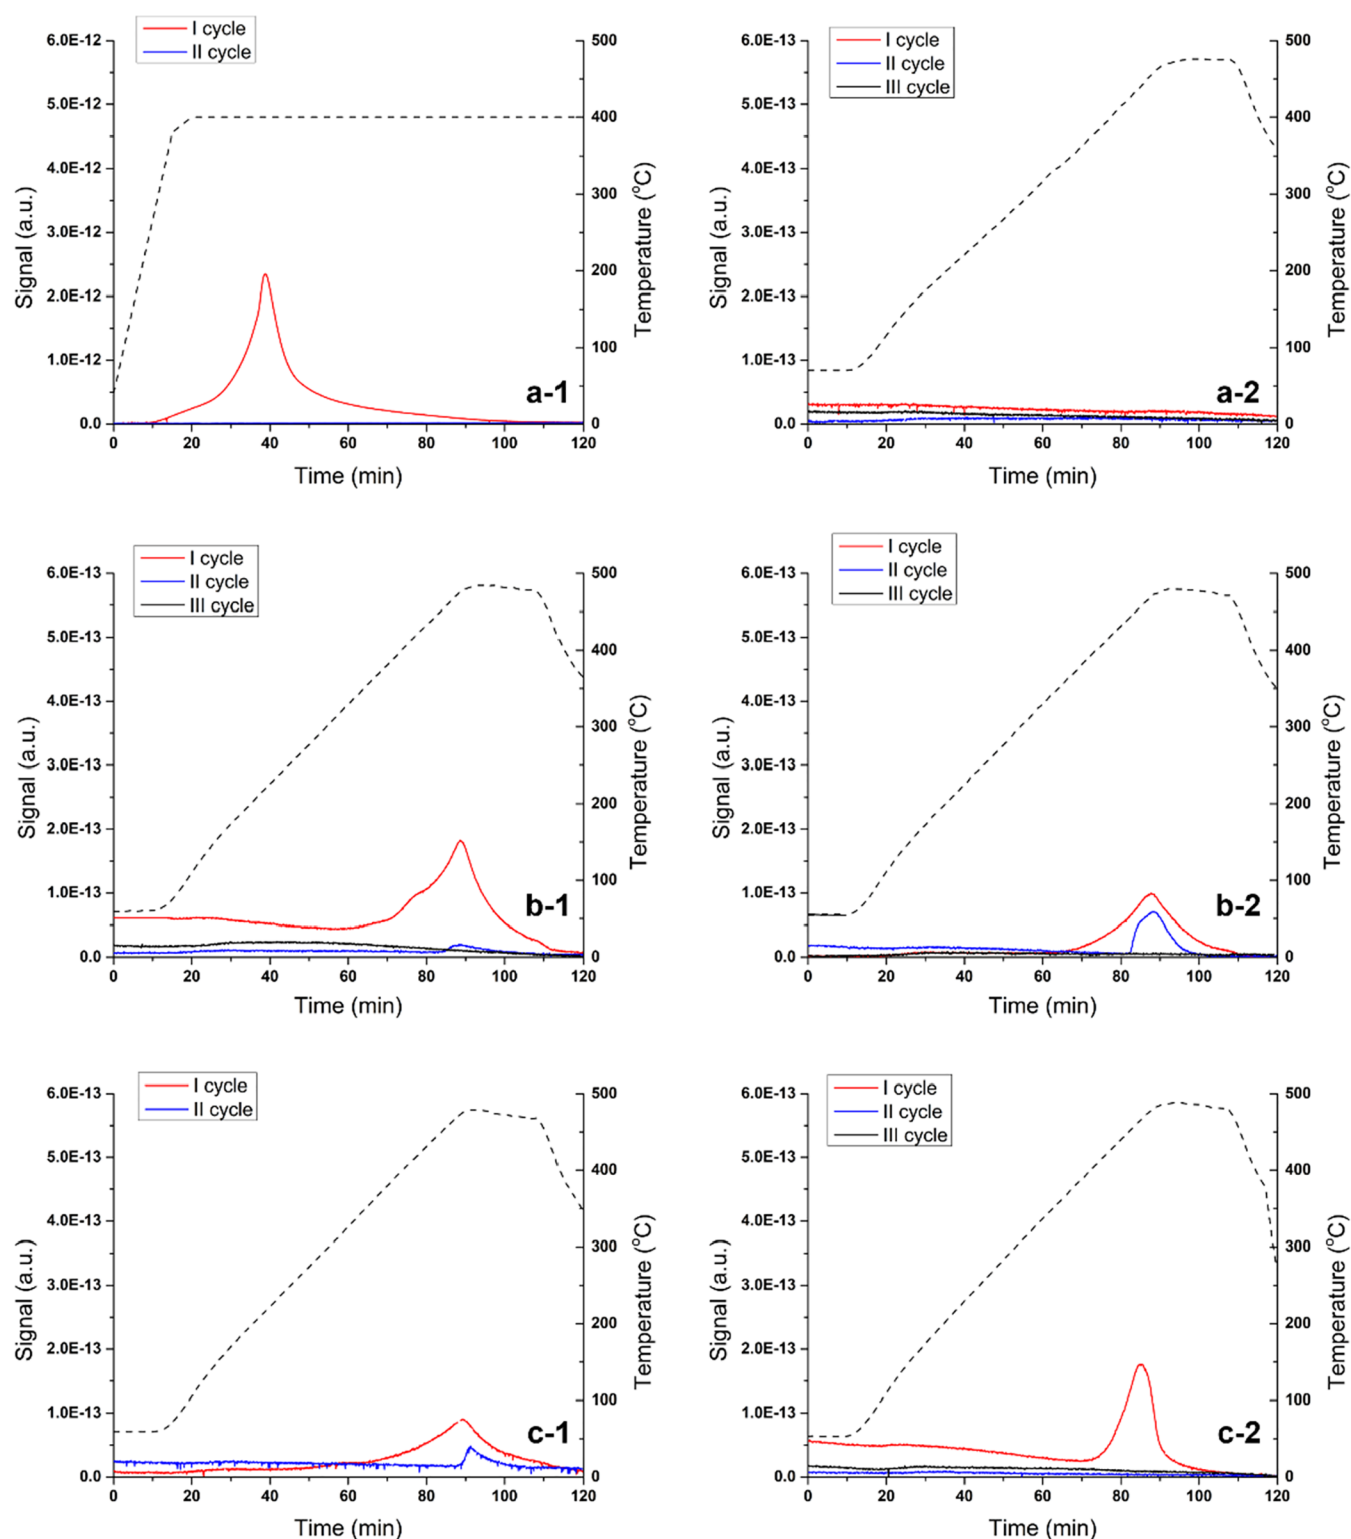 I cycle
II cycle
6.0E-12
5.0E-12
4.0E-12
3.0E-12
2.0E-12
1.0E-12
0.0
Signal (a.u.)
500
400
300
200
100
0
Temperature (°C)
a-1
0 20 40 60 80 100 120
Time (min)
I cycle
II cycle
III cycle
6.0E-13
5.0E-13
4.0E-13
3.0E-13
2.0E-13
1.0E-13
0.0
Signal (a.u.)
500
400
300
200
100
0
Temperature (°C)
a-2
0 20 40 60 80 100 120
Time (min)
I cycle
II cycle
III cycle
6.0E-13
5.0E-13
4.0E-13
3.0E-13
2.0E-13
1.0E-13
0.0
Signal (a.u.)
500
400
300
200
100
0
Temperature (°C)
b-1
0 20 40 60 80 100 120
Time (min)
I cycle
II cycle
III cycle
6.0E-13
5.0E-13
4.0E-13
3.0E-13
2.0E-13
1.0E-13
0.0
Signal (a.u.)
500
400
300
200
100
0
Temperature (°C)
b-2
0 20 40 60 80 100 120
Time (min)
I cycle
II cycle
6.0E-13
5.0E-13
4.0E-13
3.0E-13
2.0E-13
1.0E-13
0.0
Signal (a.u.)
500
400
300
200
100
0
Temperature (°C)
c-1
0 20 40 60 80 100 120
Time (min)
I cycle
II cycle
III cycle
6.0E-13
5.0E-13
4.0E-13
3.0E-13
2.0E-13
1.0E-13
0.0
Signal (a.u.)
500
400
300
200
100
0
Temperature (°C)
c-2
0 20 40 60 80 100 120
Time (min)